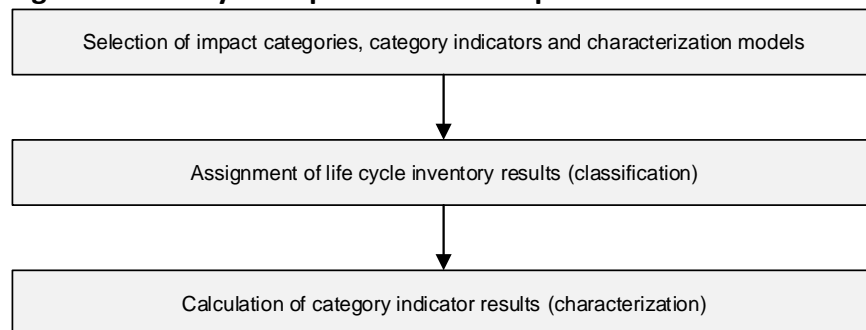 Selection of impact categories, category indicators and characterization models
Assignment of life cycle inventory results (classification)
Calculation of category indicator results (characterization)